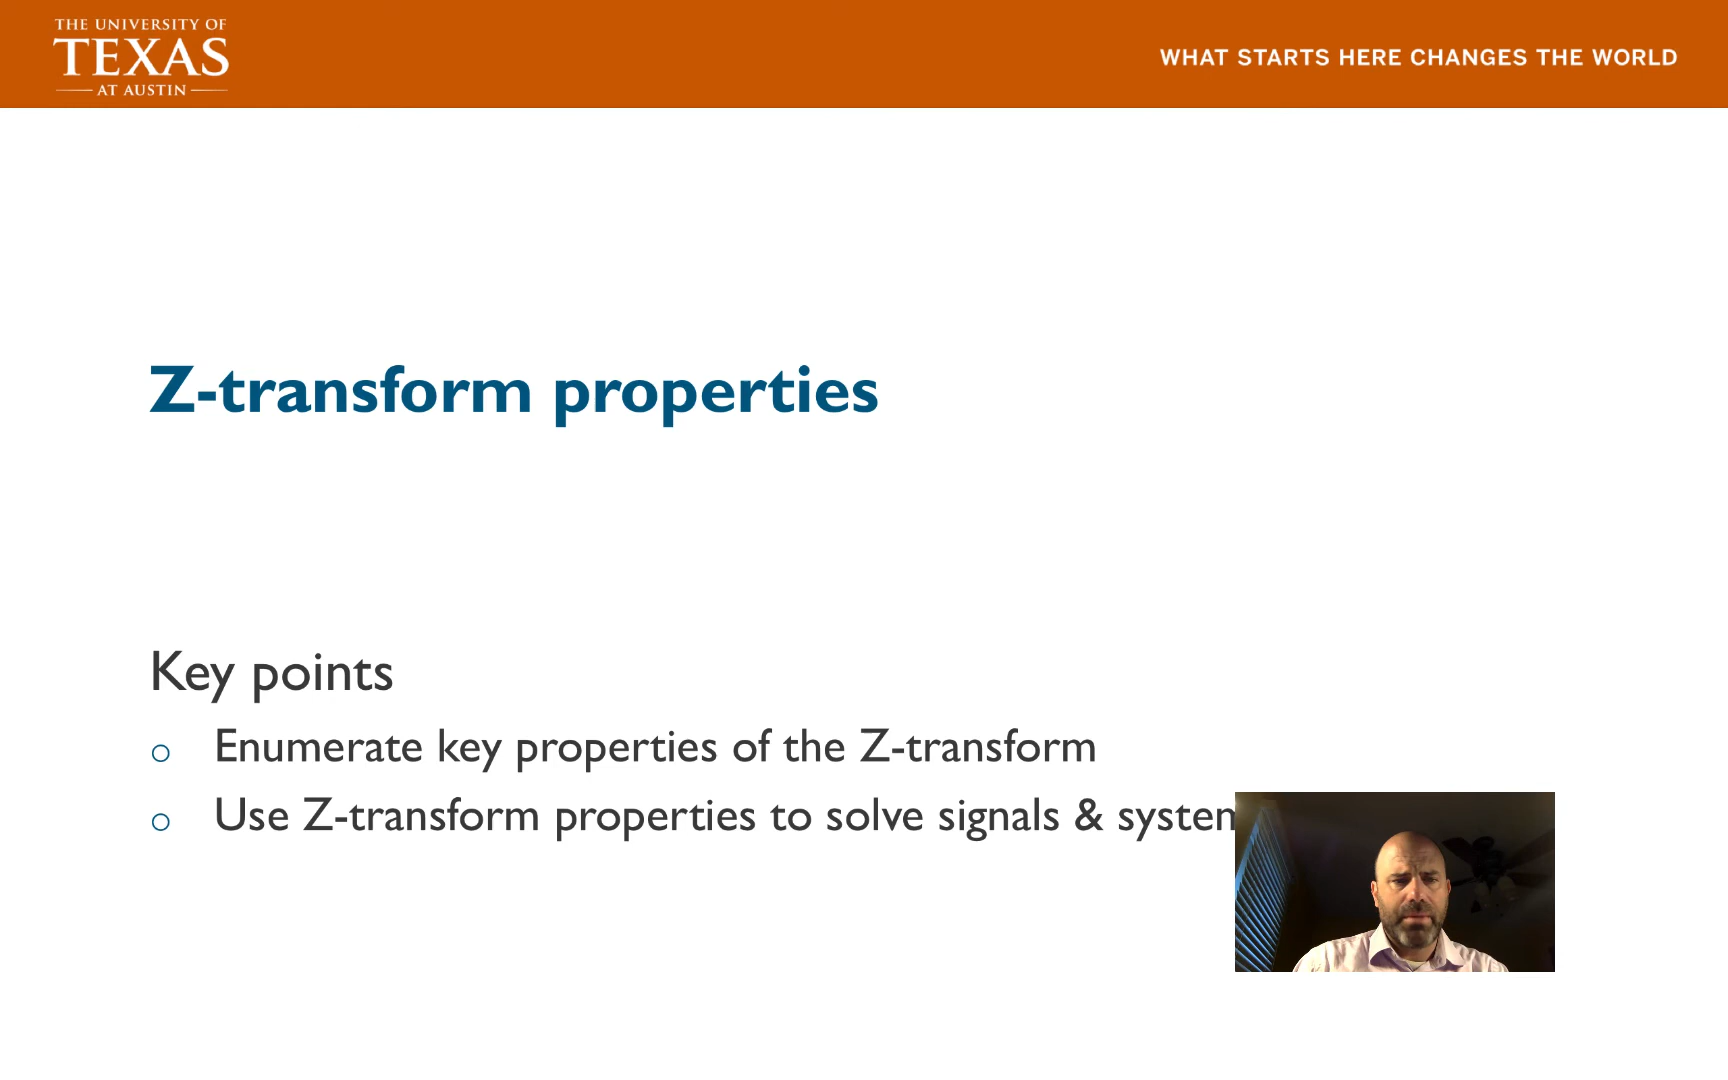 THE UNIVERSITY OF
TEXAS
AT AUSTIN
WHAT STARTS HERE CHANGES THE WORLD
Z-transform properties
Key points
Enumerate key properties of the Z-transform
Use Z-transform properties to solve signals &